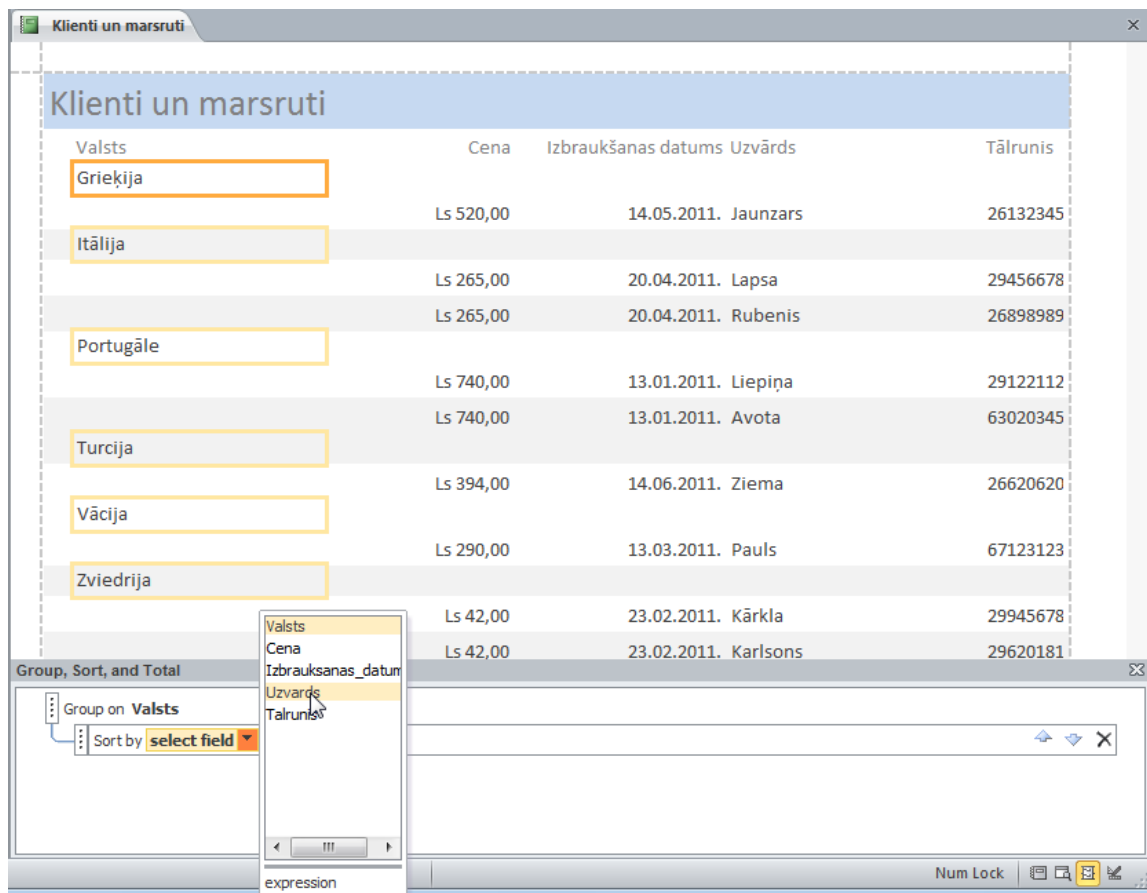 Klienti un marsruti
Klienti un marsruti
Valsts Cena Izbraukšanas datums Uzvārds Tālrunis
Grieķija
Ls 520,00 14.05.2011. Jaunzars 26132345
Itālija
Ls 265,00 20.04.2011. Lapsa 29456678
Ls 265,00 20.04.2011. Rubenis 26898989
Portugāle
Ls 740,00 13.01.2011. Liepiņa 29122112
Ls 740,00 13.01.2011. Avota 63020345
Turcija
Ls 394,00 14.06.2011. Ziema 26620620
Vācija
Ls 290,00 13.03.2011. Pauls 67123123
Zviedrija
Ls 42,00 23.02.2011. Kārkla 29945678
Ls 42,00 23.02.2011. Karlsons 29620181
Group, Sort, and Total
Group on Valsts
Sort by select field
Valsts
Cena
Izbrauksanas_datum
Uzvards
Talrunis
expression
Num Lock